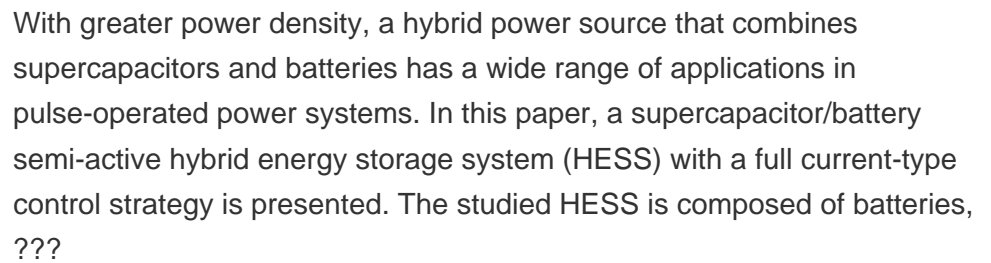 With greater power density, a hybrid power source that combines
supercapacitors and batteries has a wide range of applications in
pulse-operated power systems. In this paper, a supercapacitor/battery
semi-active hybrid energy storage system (HESS) with a full current-type
control strategy is presented. The studied HESS is composed of batteries,
???